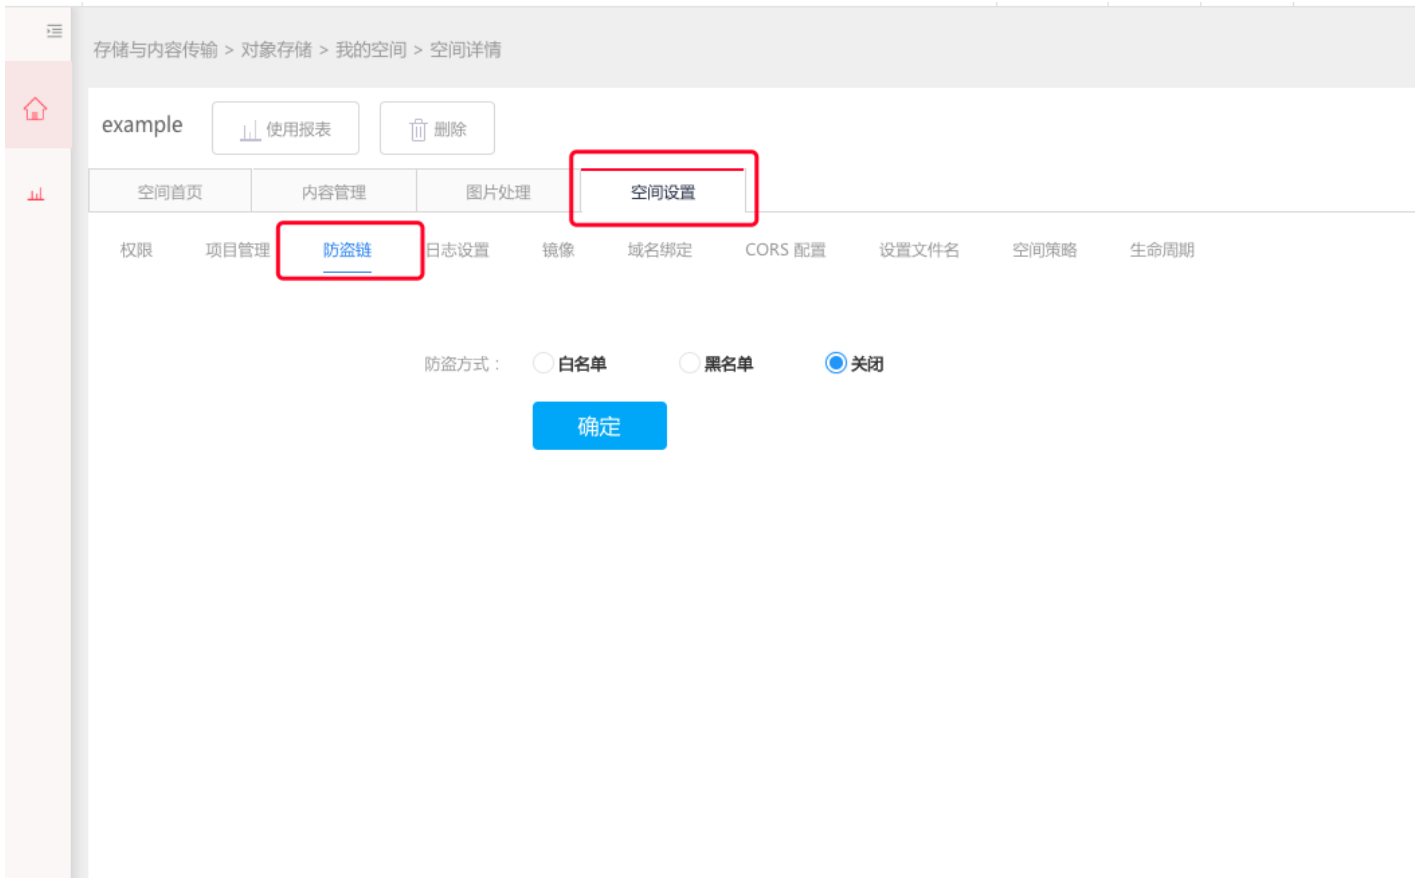 存储与内容传输 > 对象存储 > 我的空间 > 空间详情
example 使用报表 删除
空间首页 内容管理 图片处理 空间设置
权限 项目管理 防盗链 日志设置 镜像 域名绑定 CORS 配置 设置文件名 空间策略 生命周期
防盗方式： 白名单 黑名单 关闭
确定